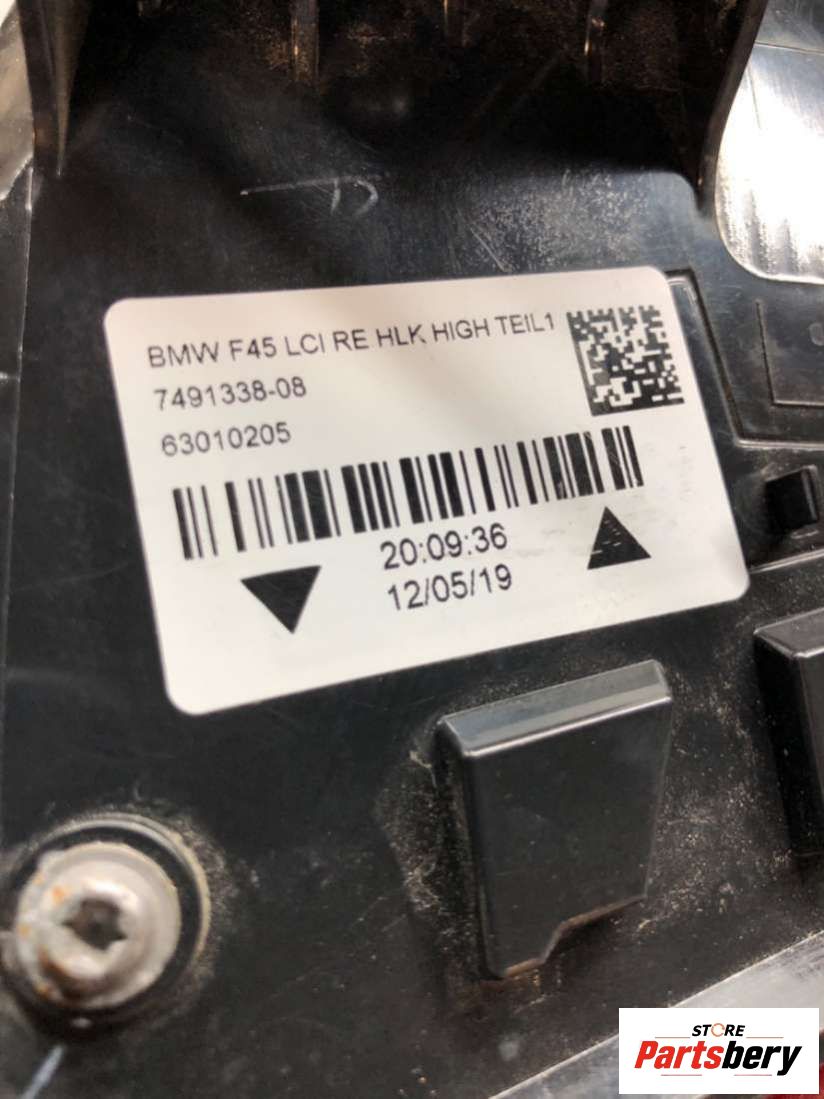 BMW F45 LCI RE HLK HIGH TEIL1
7491338-08
63010205
20:09:36
12/05/19
STORE
Partsbery